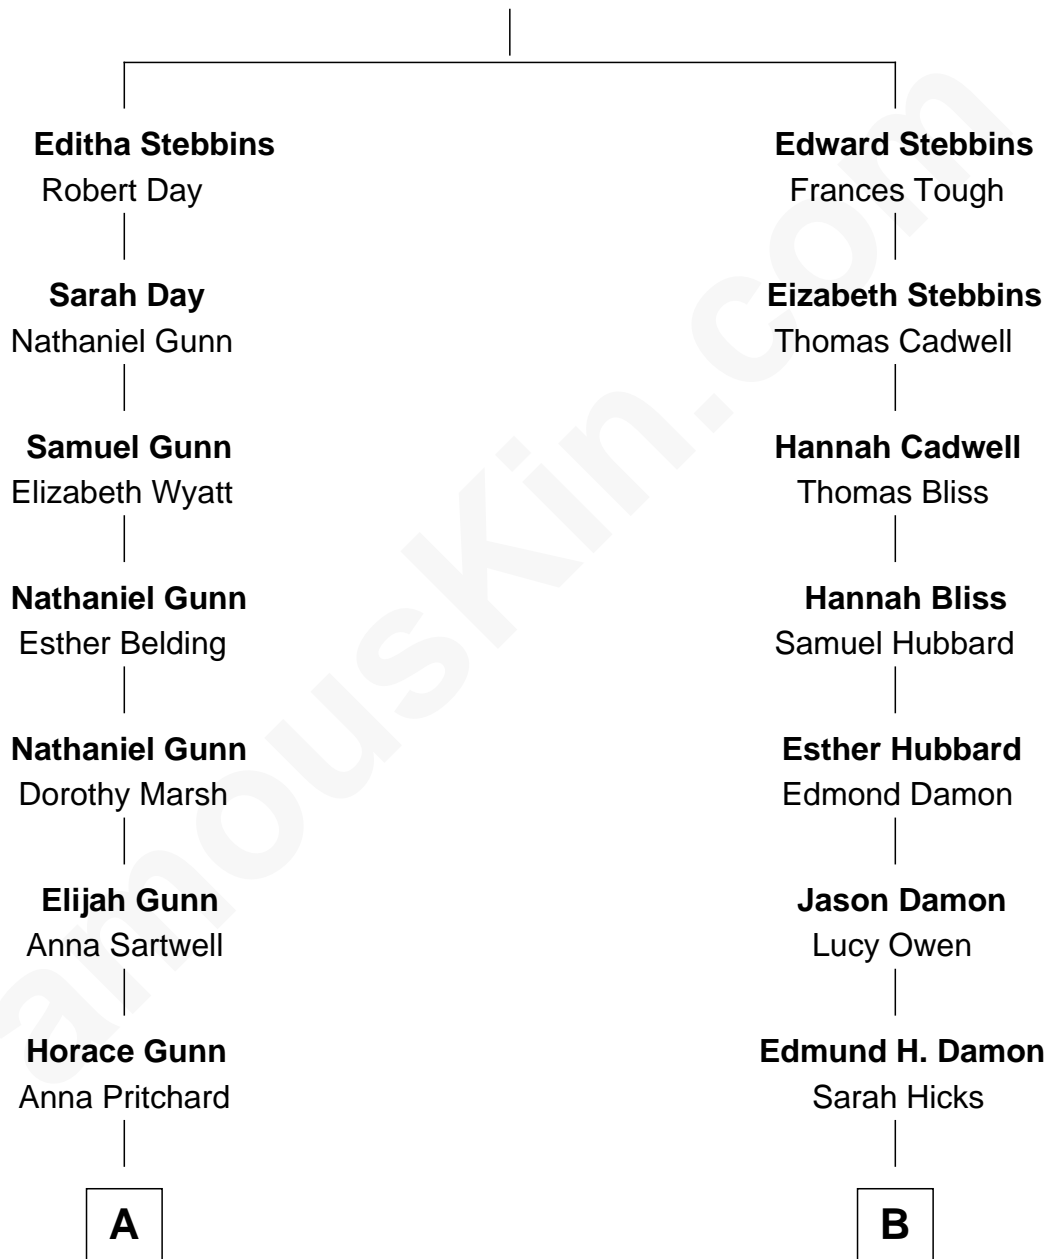 Editha Stebbins
Robert Day
Sarah Day
Nathaniel Gunn
Samuel Gunn
Elizabeth Wyatt
Nathaniel Gunn
Esther Belding
Nathaniel Gunn
Dorothy Marsh
Elijah Gunn
Anna Sartwell
Horace Gunn
Anna Pritchard
A
Edward Stebbins
Frances Tough
Eizabeth Stebbins
Thomas Cadwell
Hannah Cadwell
Thomas Bliss
Hannah Bliss
Samuel Hubbard
Esther Hubbard
Edmond Damon
Jason Damon
Lucy Owen
Edmund H. Damon
Sarah Hicks
B
amouskin.com